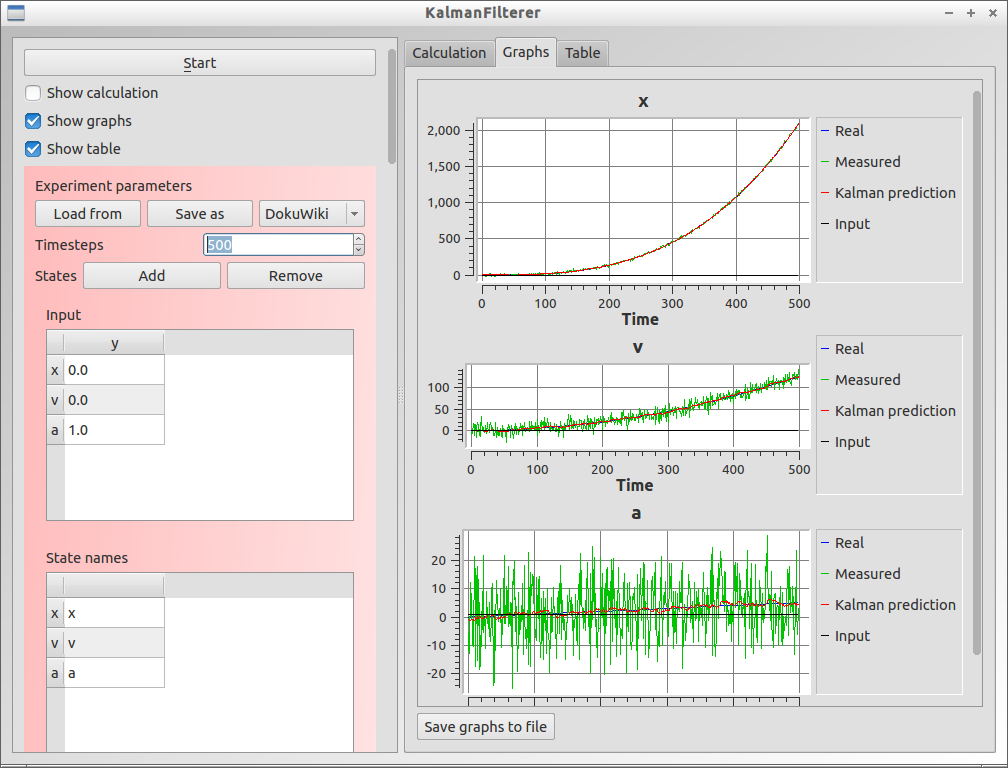 KalmanFilterer
Start
Show calculation
Show graphs
Show table
Experiment parameters
Load from Save as DokuWiki
Timesteps 500
States Add Remove
Input
y
x 0.0
v 0.0
a 1.0
State names
x x
v v
a a
Calculation Graphs Table
x
2,000
1,500
1,000
500
0
0 100 200 300 400 500
Time
Real
Measured
Kalman prediction
Input
v
100
50
0
0 100 200 300 400 500
Time
Real
Measured
Kalman prediction
Input
a
20
10
0
-10
-20
Real
Measured
Kalman prediction
Input
Save graphs to file